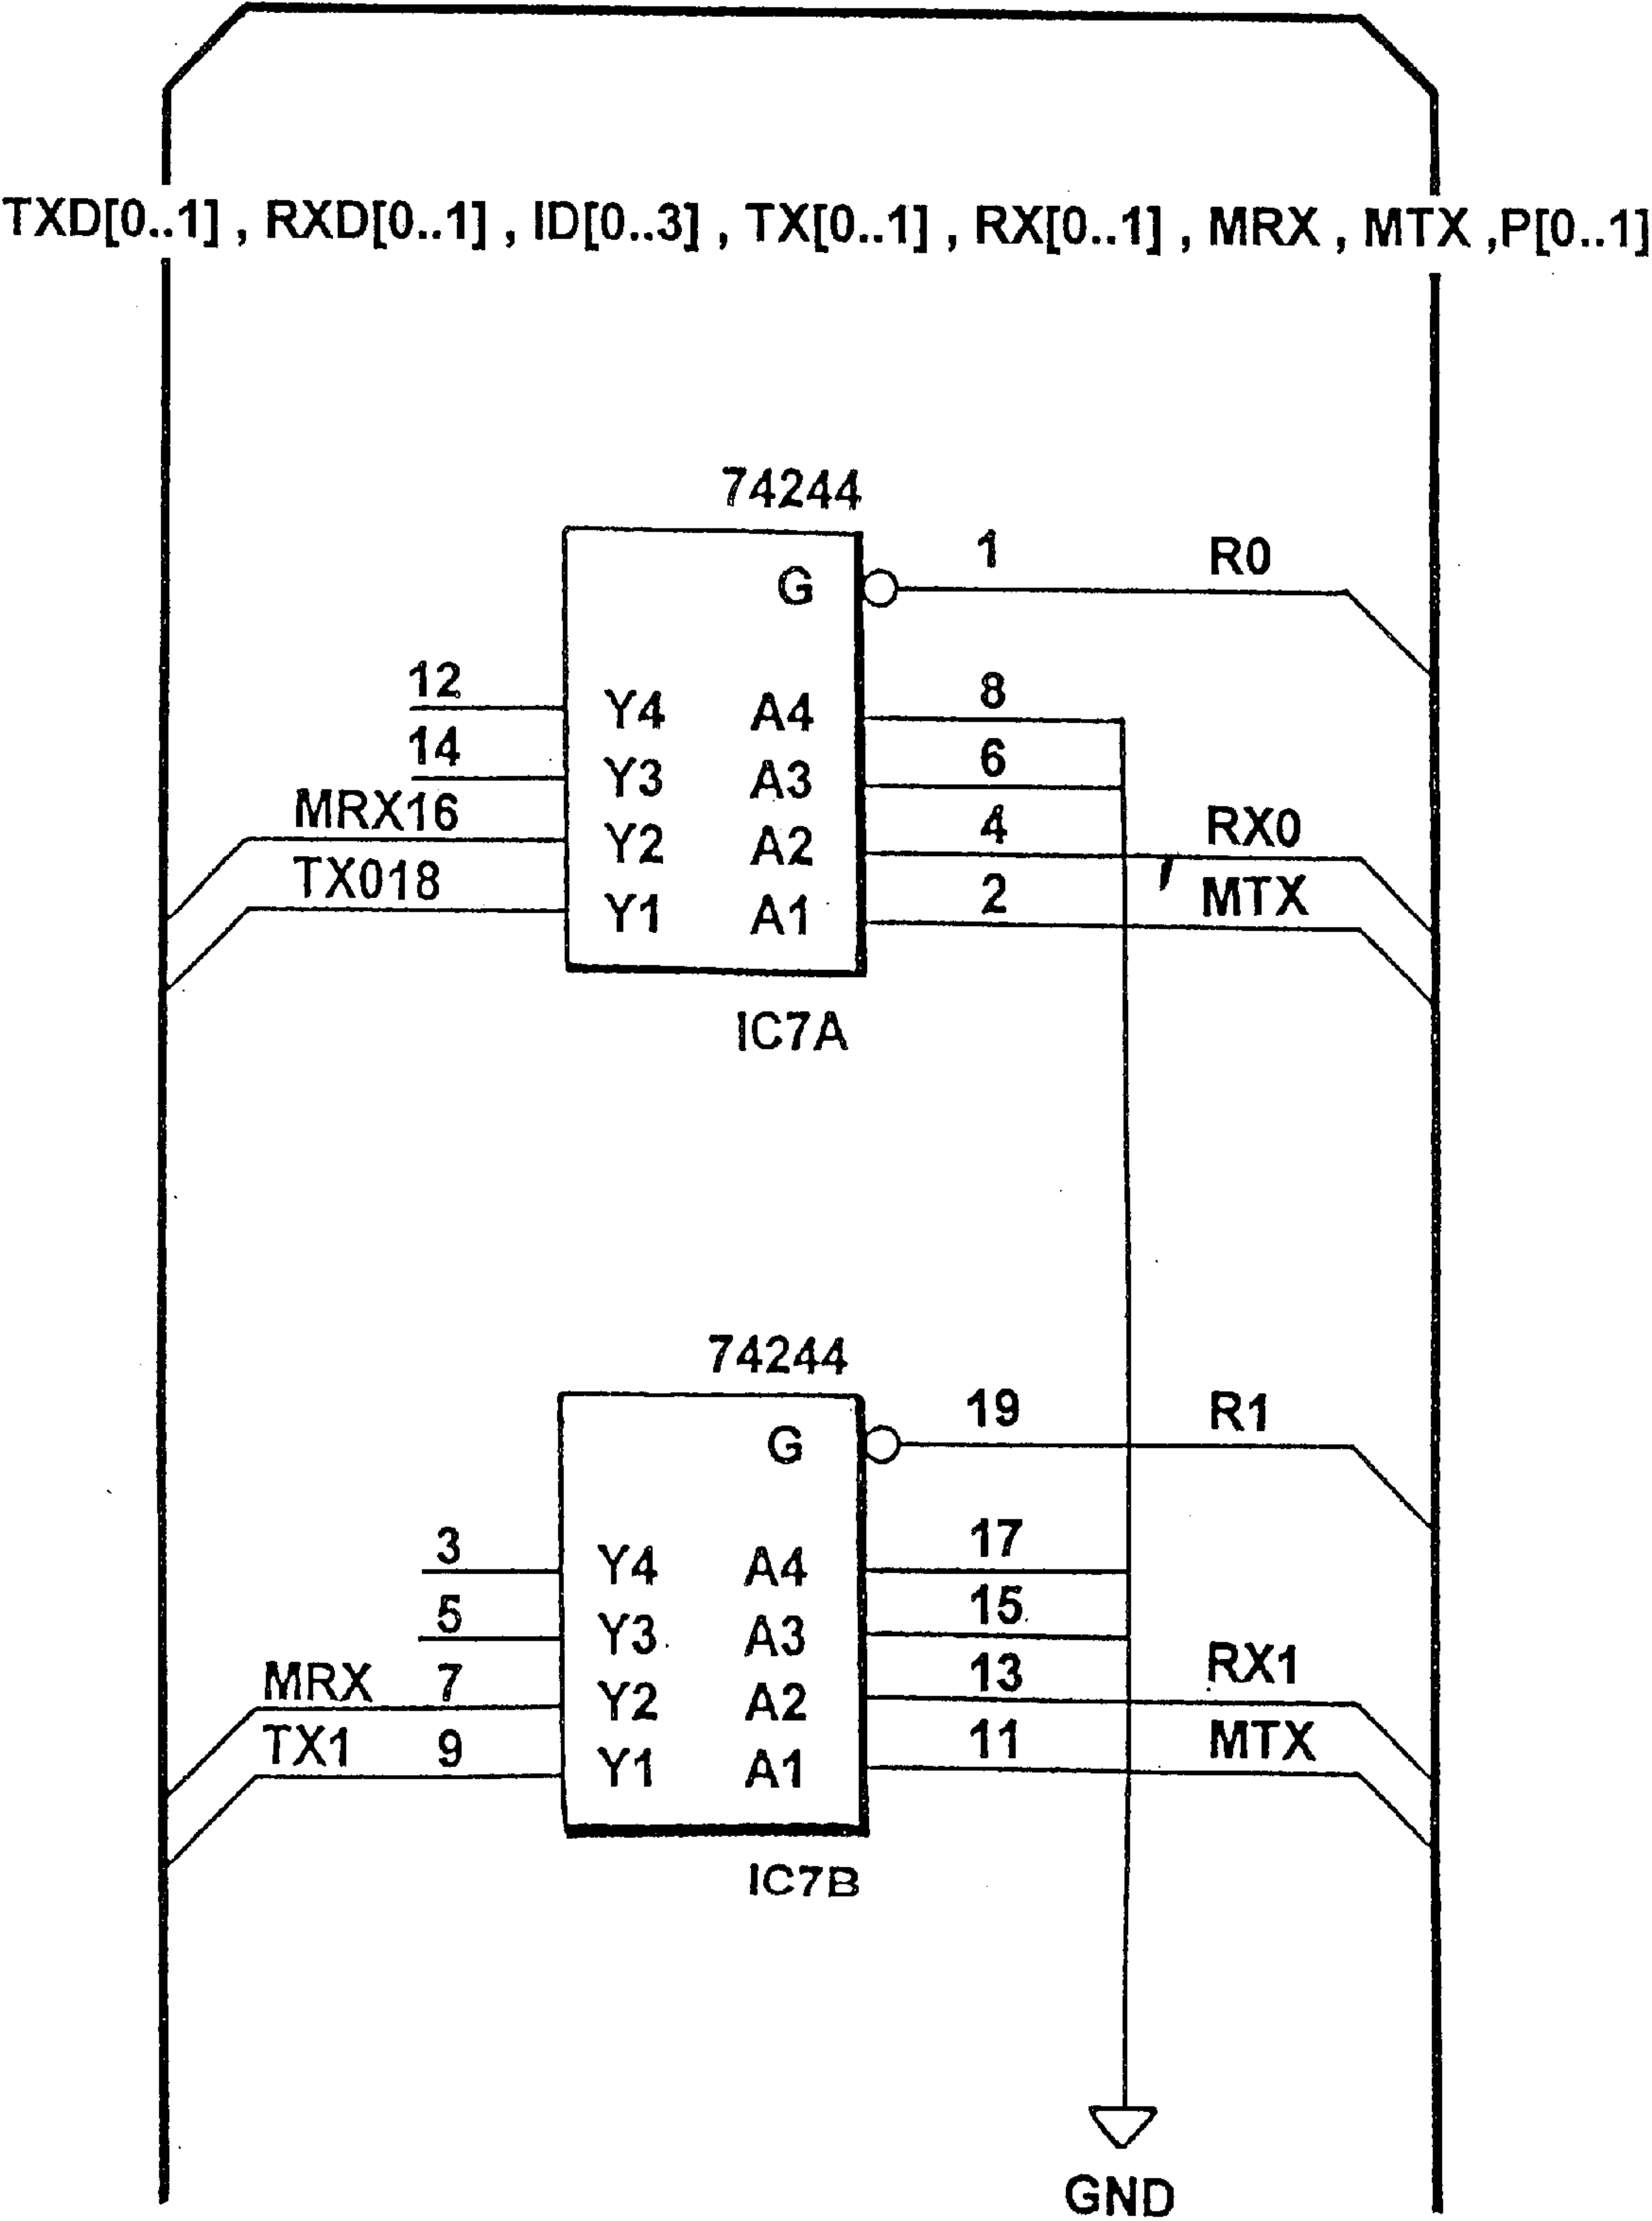 TXD[0..1] , RXD[0..1] , ID[0..3] , TX[0..1] , RX[0..1] , MRX , MTX ,P[0..1]
74244
G
1
R0
12
Y4
A4
8
14
Y3
A3
6
MRX16
Y2
A2
4
RX0
TX018
Y1
A1
2
MTX
IC7A
74244
G
19
R1
3
Y4
A4
17
5
Y3
A3
15
MRX
7
Y2
A2
13
RX1
TX1
9
Y1
A1
11
MTX
IC7B
GND